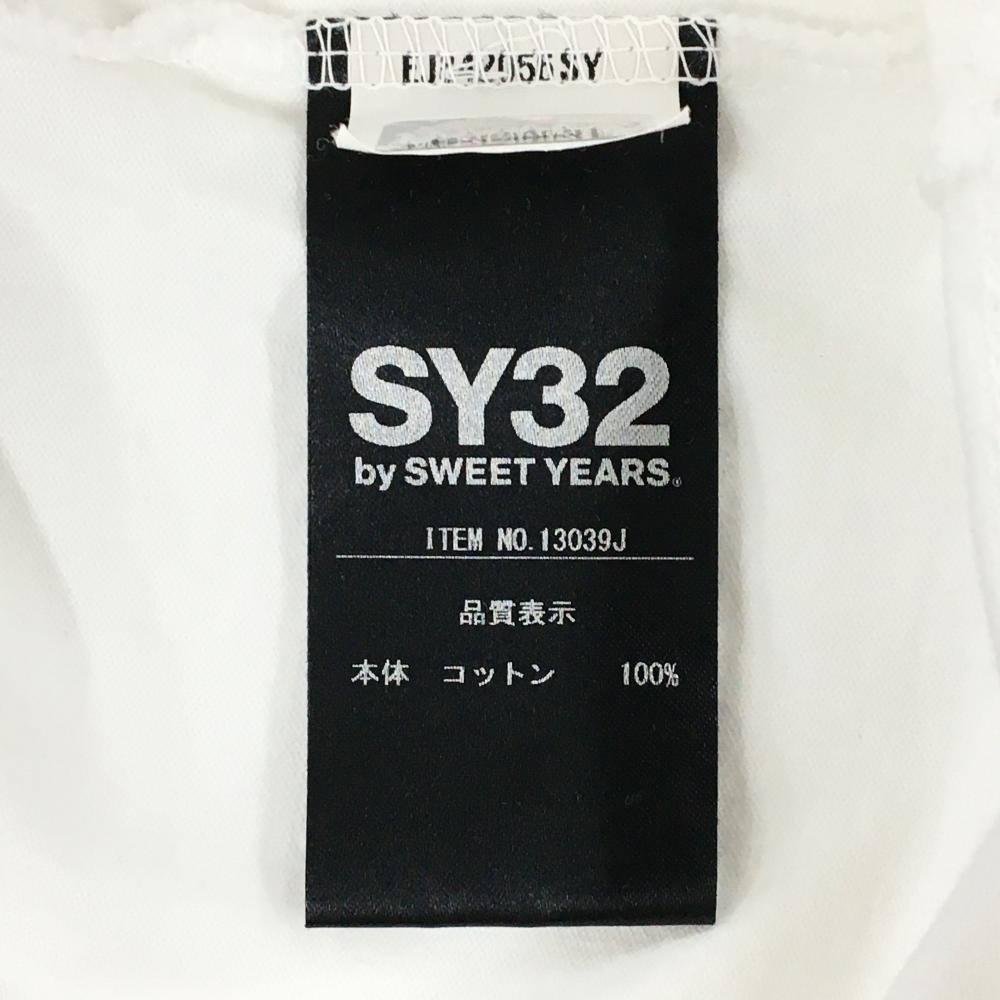 SY32
by SWEET YEARS®
ITEM NO.13039J
品質表示
本体 コットン 100%